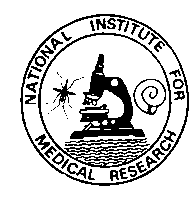 NATIONAL INSTITUTE FOR
MEDICAL RESEARCH